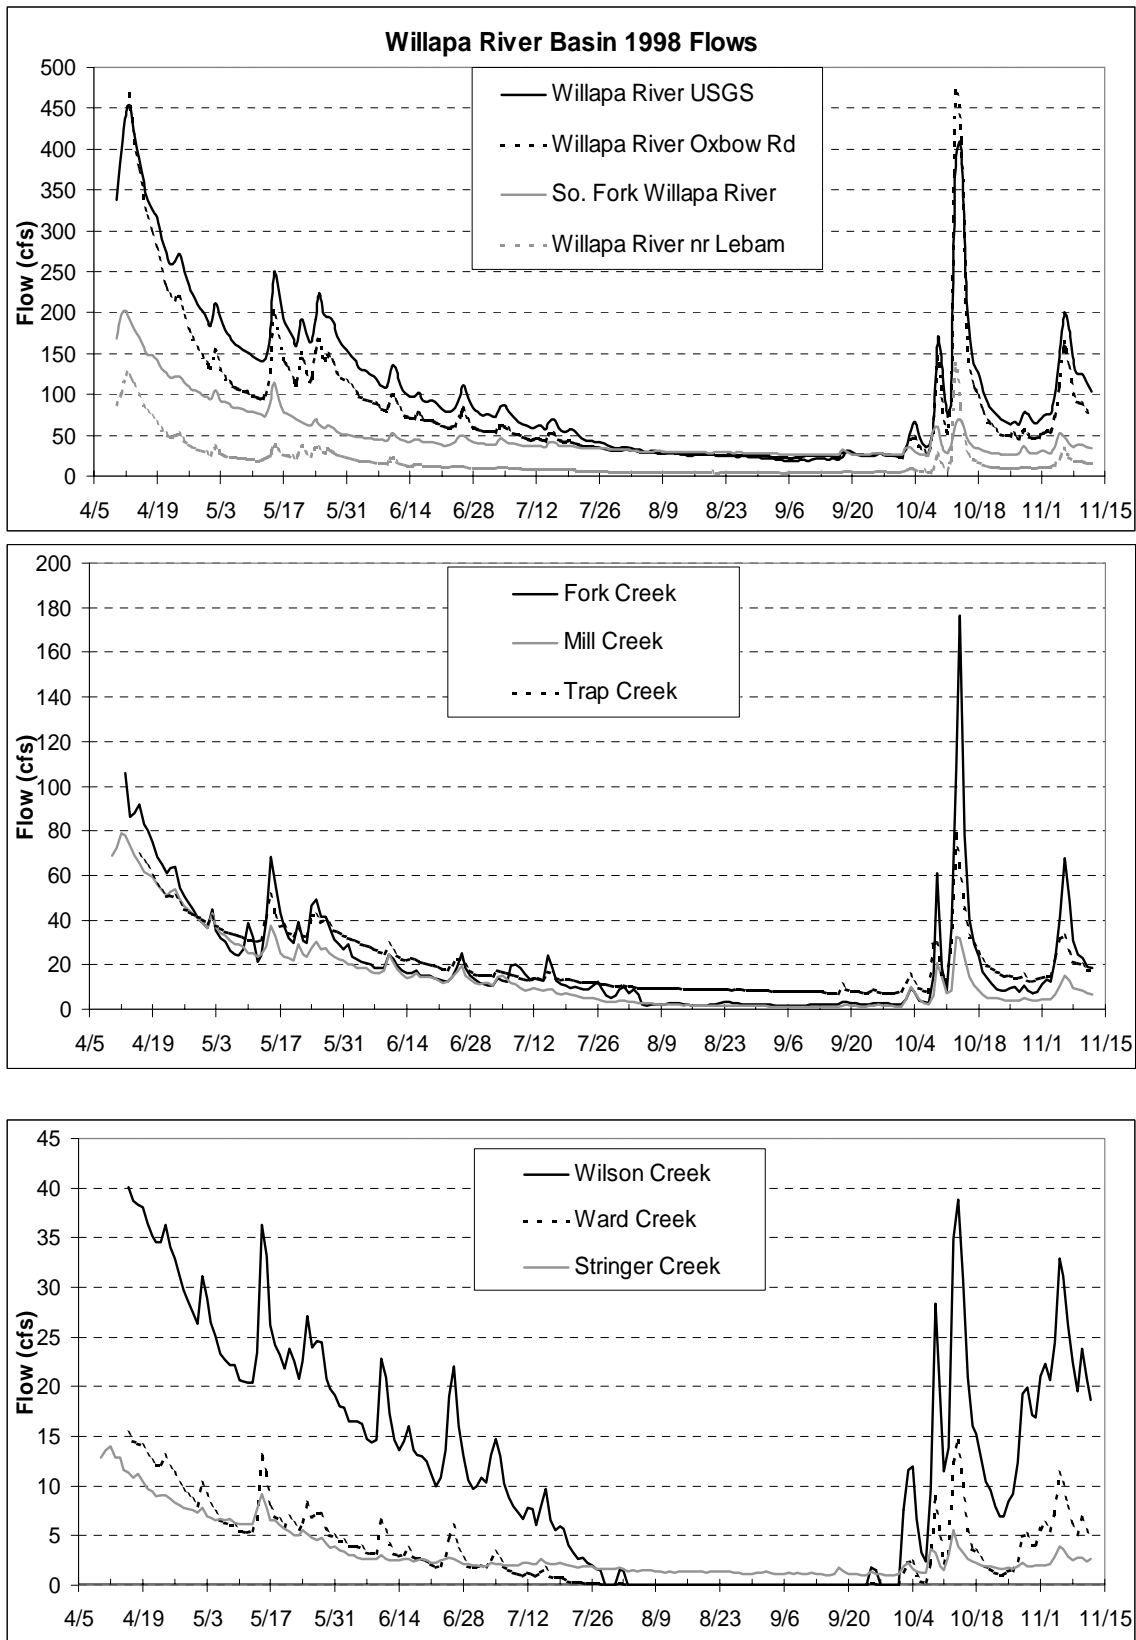 Willapa River Basin 1998 Flows
Flow (cfs)
500
450
400
350
300
250
200
150
100
50
0
Willapa River USGS
Willapa River Oxbow Rd
So. Fork Willapa River
Willapa River nr Lebam
4/5 4/19 5/3 5/17 5/31 6/14 6/28 7/12 7/26 8/9 8/23 9/6 9/20 10/4 10/18 11/1 11/15
Flow (cfs)
200
180
160
140
120
100
80
60
40
20
0
Fork Creek
Mill Creek
Trap Creek
4/5 4/19 5/3 5/17 5/31 6/14 6/28 7/12 7/26 8/9 8/23 9/6 9/20 10/4 10/18 11/1 11/15
Flow (cfs)
45
40
35
30
25
20
15
10
5
0
Wilson Creek
Ward Creek
Stringer Creek
4/5 4/19 5/3 5/17 5/31 6/14 6/28 7/12 7/26 8/9 8/23 9/6 9/20 10/4 10/18 11/1 11/15